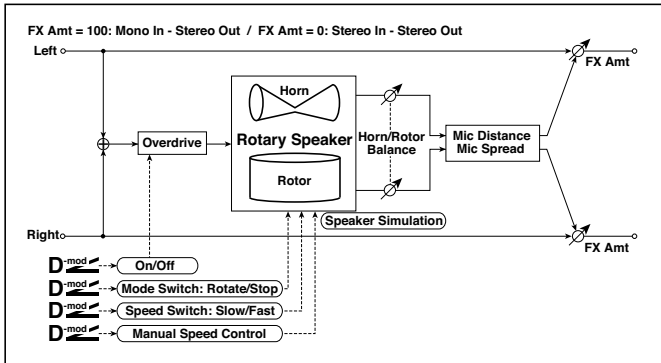 FX Amt = 100: Mono In - Stereo Out / FX Amt = 0: Stereo In - Stereo Out
Left
FX Amt
Horn
Overdrive
Rotary Speaker
Horn/Rotor
Balance
Mic Distance
Mic Spread
Rotor
Speaker Simulation
Right
FX Amt
D-mod
On/Off
D-mod
Mode Switch: Rotate/Stop
D-mod
Speed Switch: Slow/Fast
D-mod
Manual Speed Control